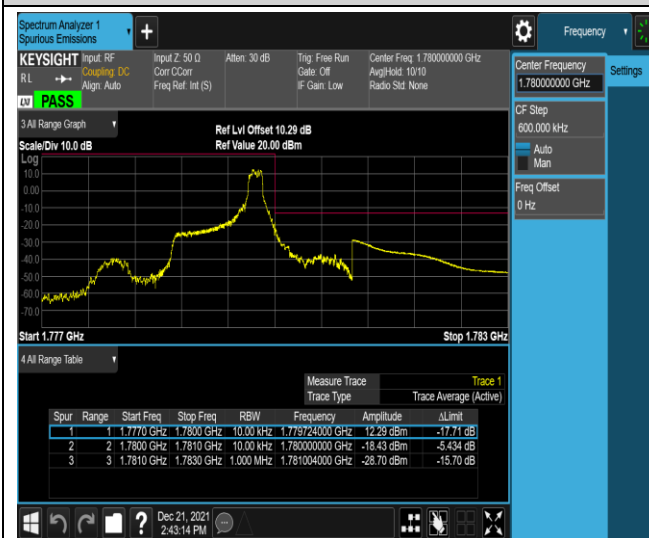 Spectrum Analyzer 1
Spurious Emissions
Frequency
KEYSIGHT
Input: RF
Coupling: DC
Align: Auto
Input Z: 50 Ω
Corr CCorr
Freq Ref: Int (S)
Atten: 30 dB
Trig: Free Run
Gate: Off
IF Gain: Low
Center Freq: 1.780000000 GHz
Avg|Hold: 10/10
Radio Std: None
RL
LXI PASS
Center Frequency
1.780000000 GHz
Settings
CF Step
600.000 kHz
Auto
Man
Freq Offset
0 Hz
3 All Range Graph
Ref Lvl Offset 10.29 dB
Scale/Div 10.0 dB
Ref Value 20.00 dBm
Log
10.0
0.00
-10.0
-20.0
-30.0
-40.0
-50.0
-60.0
-70.0
Start 1.777 GHz
Stop 1.783 GHz
4 All Range Table
Measure Trace Trace 1
Trace Type Trace Average (Active)
Spur Range Start Freq Stop Freq RBW Frequency Amplitude ΔLimit
1 1 1.7770 GHz 1.7800 GHz 10.00 kHz 1.779724000 GHz 12.29 dBm -17.71 dB
2 2 1.7800 GHz 1.7810 GHz 10.00 kHz 1.780000000 GHz -18.43 dBm -5.434 dB
3 3 1.7810 GHz 1.7830 GHz 1.000 MHz 1.781004000 GHz -28.70 dBm -15.70 dB
?
Dec 21, 2021
2:43:14 PM